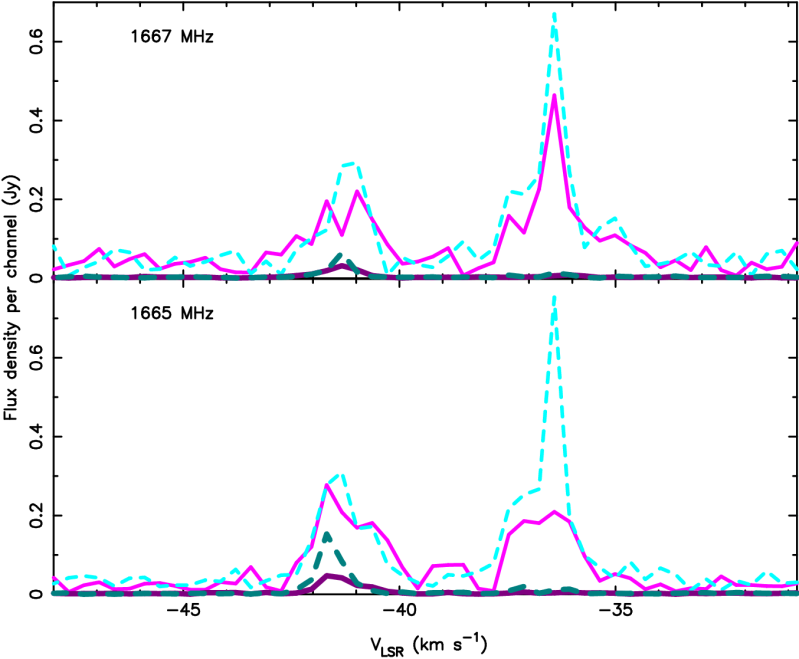 1667 MHz
0.6
0.4
0.2
0
1665 MHz
0.6
0.4
0.2
0
Flux density per channel (Jy)
−45 −40 −35
V_LSR (km s⁻¹)